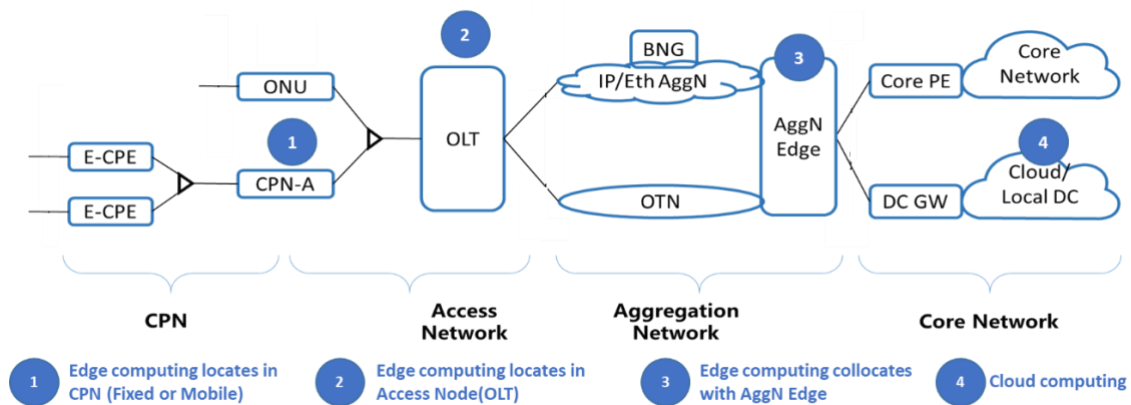 2
BNG
3
Core
Network
ONU
IP/Eth AggN
Core PE
1
AggN
Edge
4
E-CPE
OLT
CPN-A
Cloud/
Local DC
E-CPE
OTN
DC GW
CPN
Access
Network
Aggregation
Network
Core Network
1
Edge computing locates in
CPN (Fixed or Mobile)
2
Edge computing locates in
Access Node(OLT)
3
Edge computing collocates
with AggN Edge
4
Cloud computing